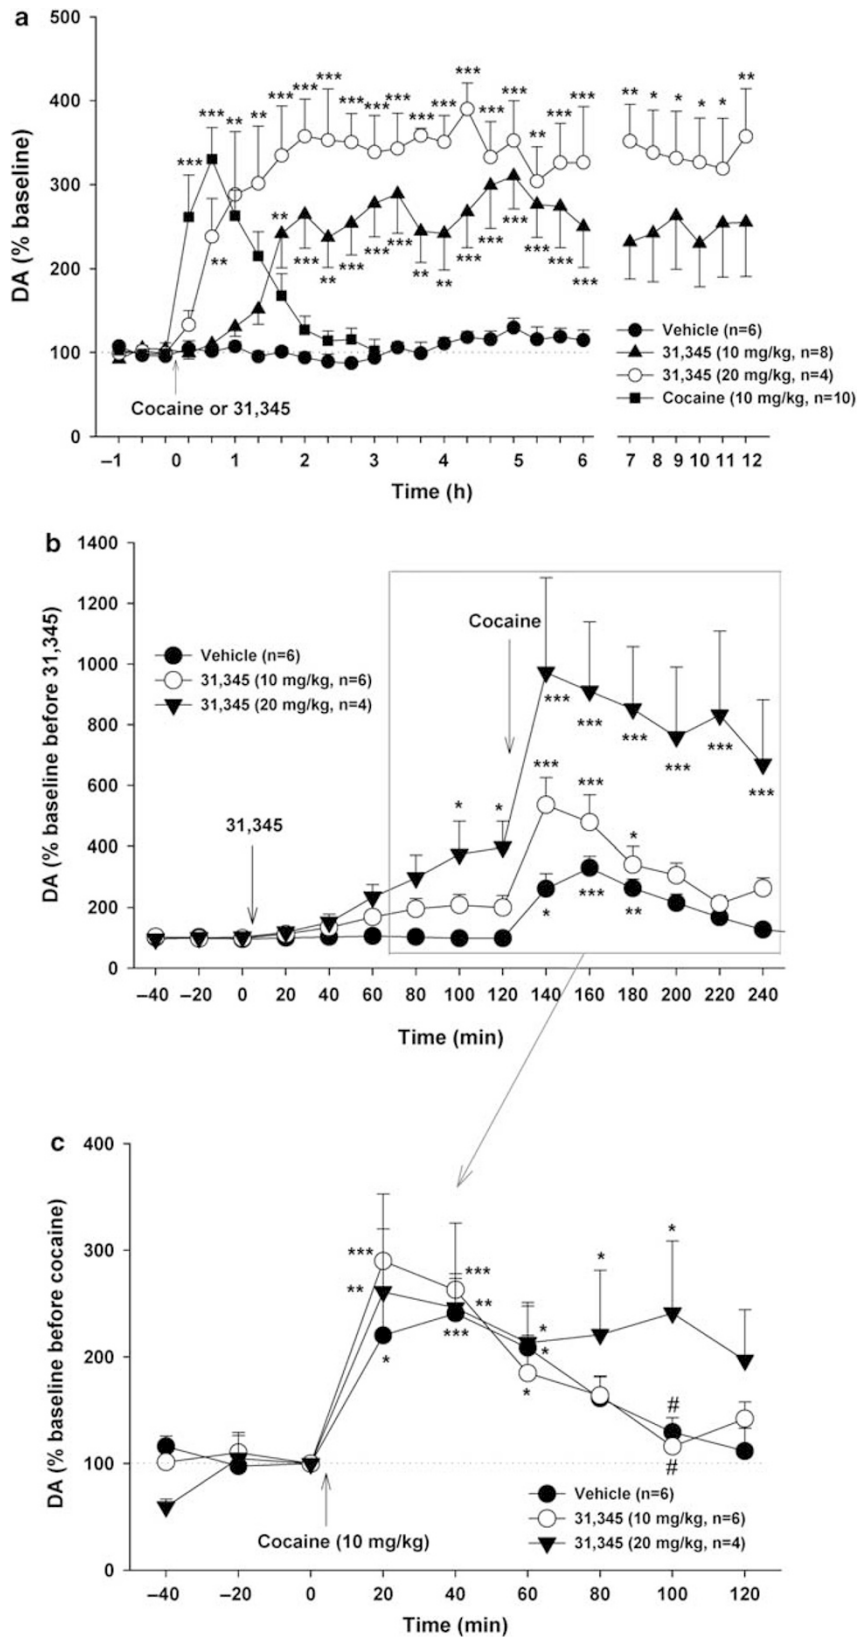 a
500
400
300
200
100
0
DA (% baseline)
*** *** ** ** *** *** *** *** *** *** *** *** *** *** *** ** *** ***
** * * * * **
**
** *** ** *** *** *** ** ** *** *** *** *** *** ***
Cocaine or 31,345
Vehicle (n=6)
31,345 (10 mg/kg, n=8)
31,345 (20 mg/kg, n=4)
Cocaine (10 mg/kg, n=10)
–1 0 1 2 3 4 5 6 7 8 9 10 11 12
Time (h)
b
1400
1200
1000
800
600
400
200
0
DA (% baseline before 31,345)
Vehicle (n=6)
31,345 (10 mg/kg, n=6)
31,345 (20 mg/kg, n=4)
Cocaine
31,345
* * *** *** *** *** *** ***
*** *** *
* *** **
–40 –20 0 20 40 60 80 100 120 140 160 180 200 220 240
Time (min)
c
400
300
200
100
0
DA (% baseline before cocaine)
*** *** * *
** ** *
* *** * *
#
#
Cocaine (10 mg/kg)
Vehicle (n=6)
31,345 (10 mg/kg, n=6)
31,345 (20 mg/kg, n=4)
–40 –20 0 20 40 60 80 100 120
Time (min)